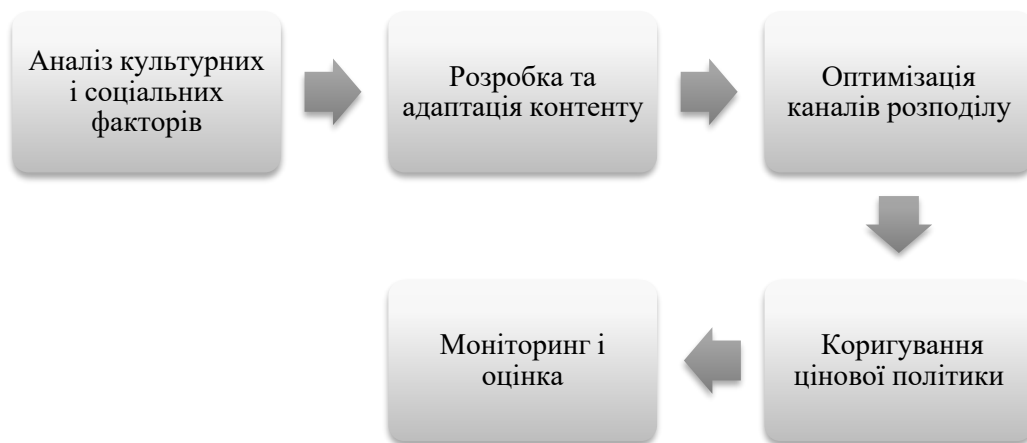 Аналіз культурних
і соціальних
факторів
Розробка та
адаптація контенту
Оптимізація
каналів розподілу
Коригування
цінової політики
Моніторинг і
оцінка